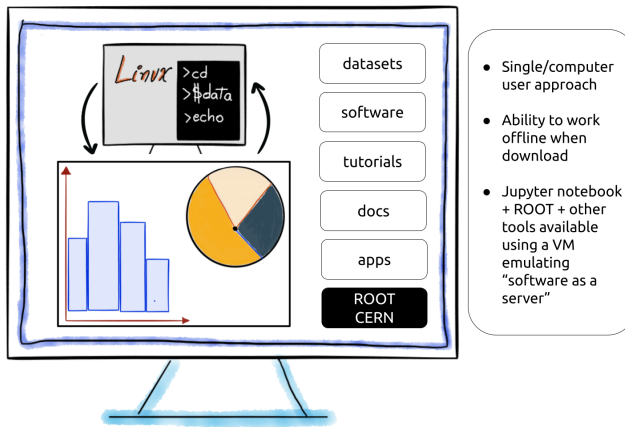 Linux
>cd
>$data
>echo
datasets
software
tutorials
docs
apps
ROOT
CERN
● Single/computer
user approach
● Ability to work
offline when
download
● Jupyter notebook
+ ROOT + other
tools available
using a VM
emulating
“software as a
server”